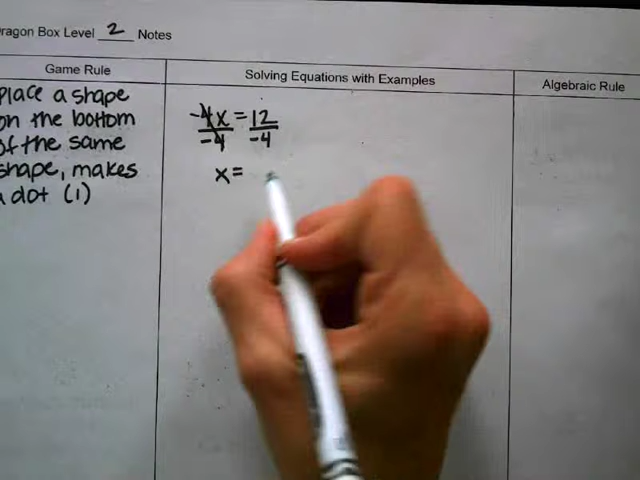 ragon Box Level 2 Notes
Game Rule
Solving Equations with Examples
Algebraic Rule
Place a shape
on the bottom
of the same
shape, makes
a dot (1)
-4x = 12
-4 -4
x =